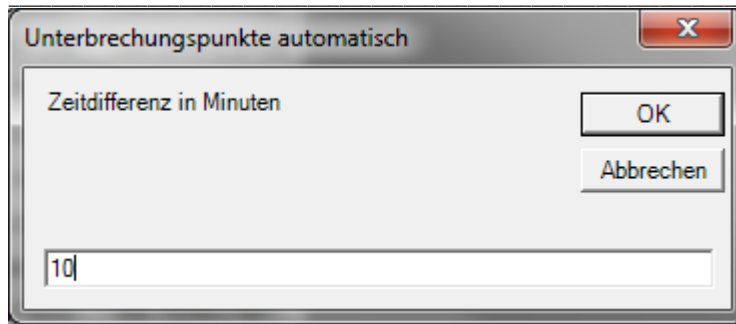 Unterbrechungspunkte automatisch
Zeitdifferenz in Minuten
OK
Abbrechen
10